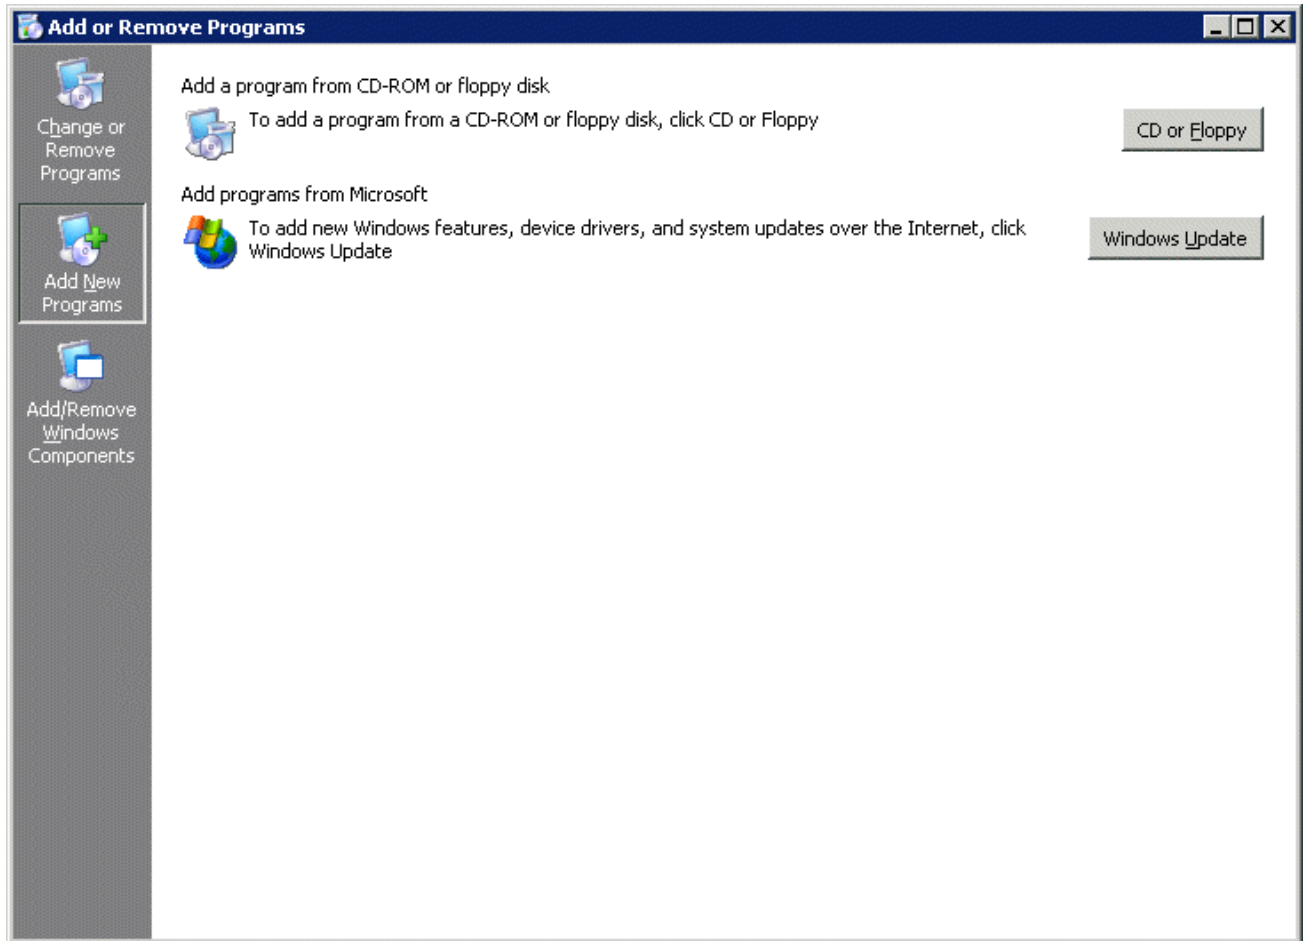 Add or Remove Programs
Change or
Remove
Programs
Add New
Programs
Add/Remove
Windows
Components
Add a program from CD-ROM or floppy disk
To add a program from a CD-ROM or floppy disk, click CD or Floppy
CD or Floppy
Add programs from Microsoft
To add new Windows features, device drivers, and system updates over the Internet, click
Windows Update
Windows Update